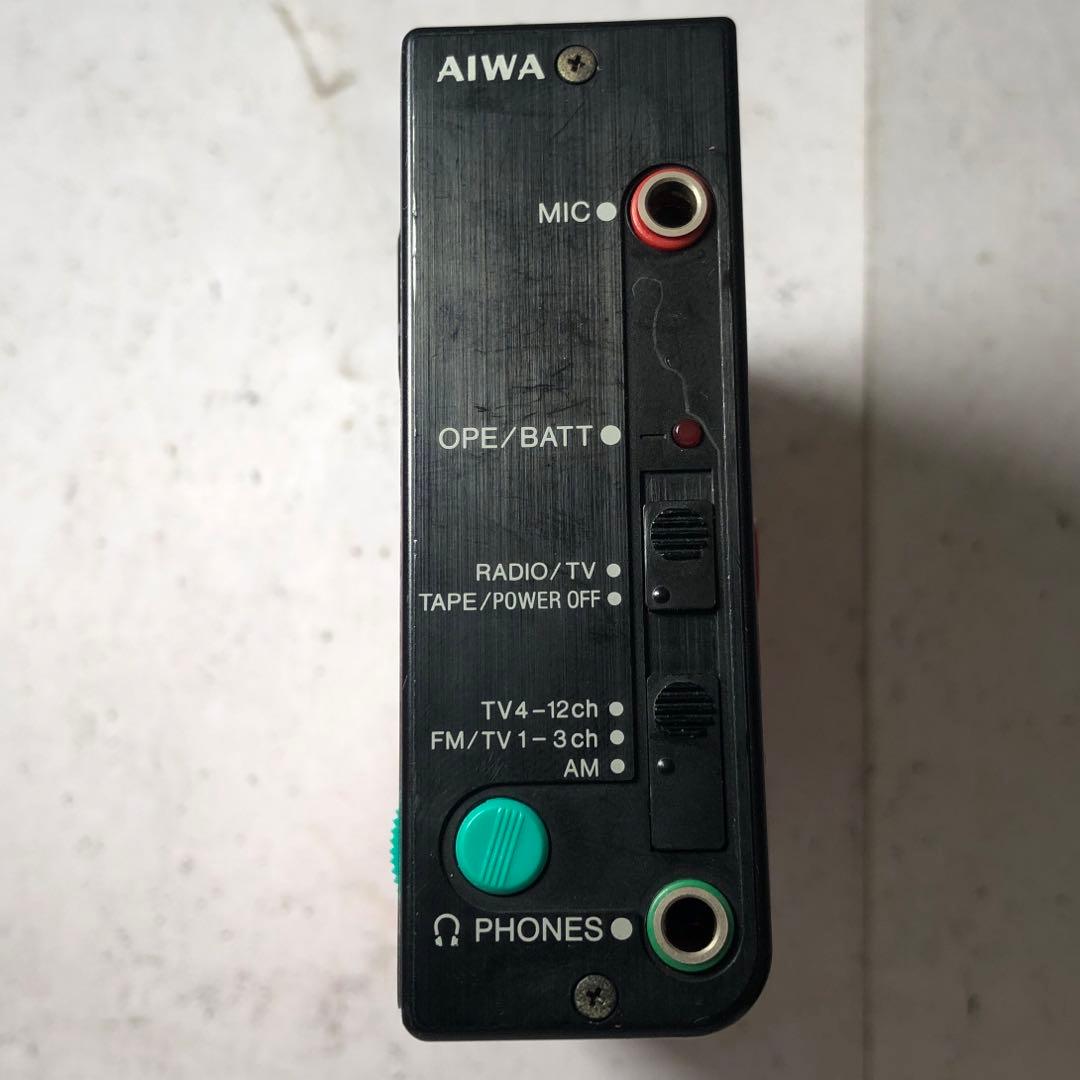 AIWA
MIC
OPE/BATT
RADIO/TV
TAPE/POWER OFF
TV4-12ch
FM/TV1-3ch
AM
PHONES